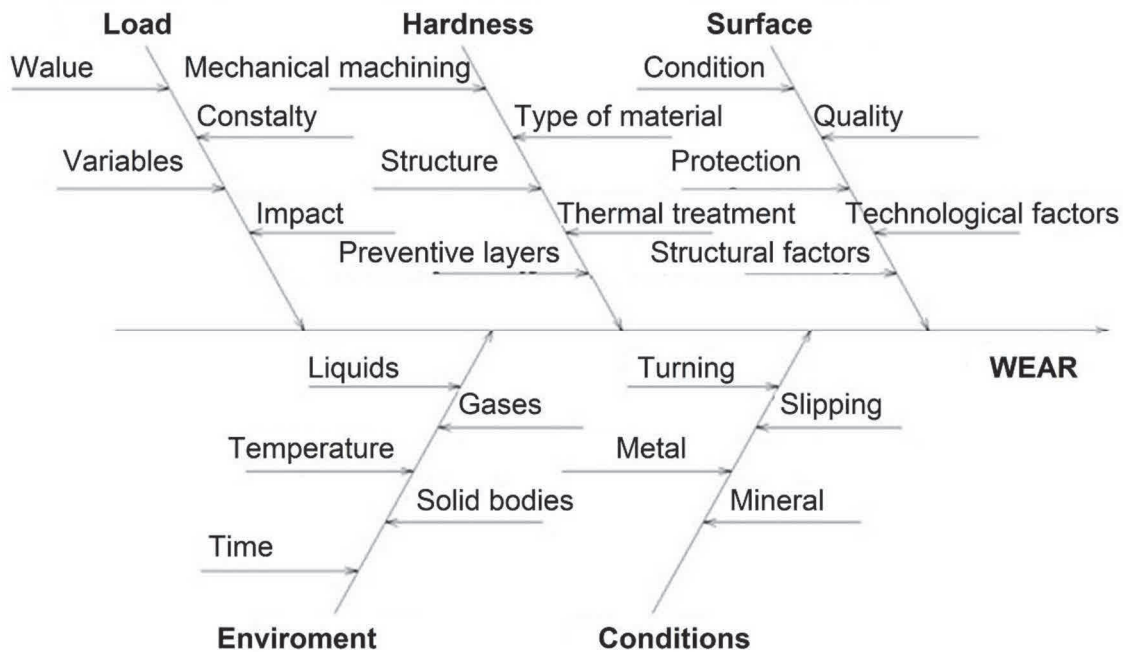 Load
Hardness
Surface
Walue
Mechanical machining
Condition
Constalty
Type of material
Quality
Variables
Structure
Protection
Impact
Thermal treatment
Technological factors
Preventive layers
Structural factors
WEAR
Liquids
Turning
Gases
Slipping
Temperature
Metal
Solid bodies
Mineral
Time
Enviroment
Conditions